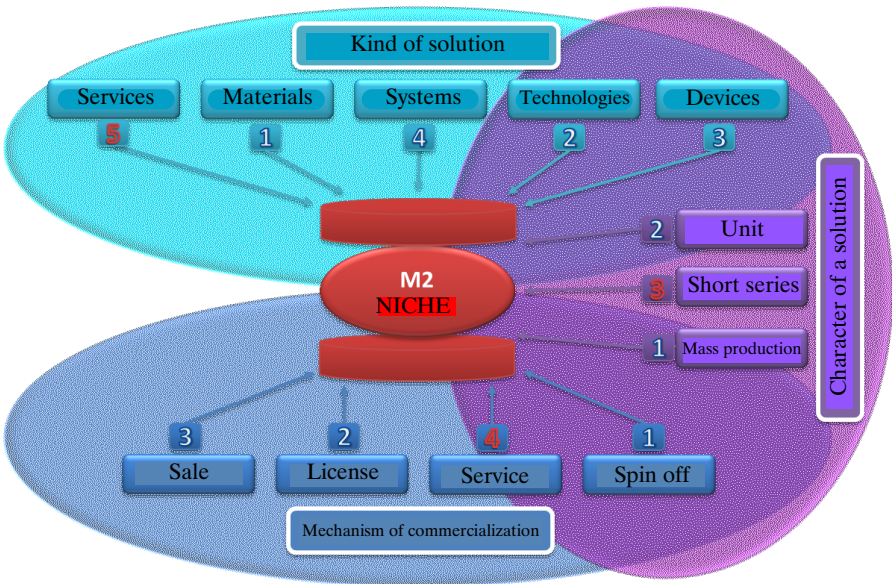 Kind of solution
Services Materials Systems Technologies Devices
5 1 4 2 3
Character of a solution
2 Unit
M2
NICHE
3 Short series
1 Mass production
3 2 4 1
Sale License Service Spin off
Mechanism of commercialization